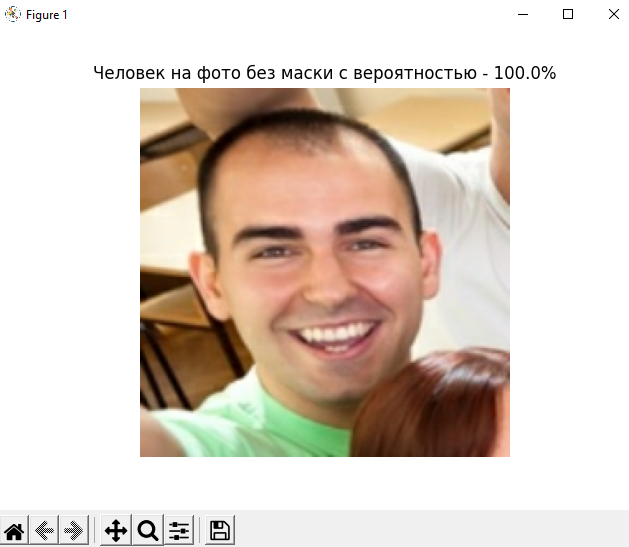 Figure 1
Человек на фото без маски с вероятностью - 100.0%